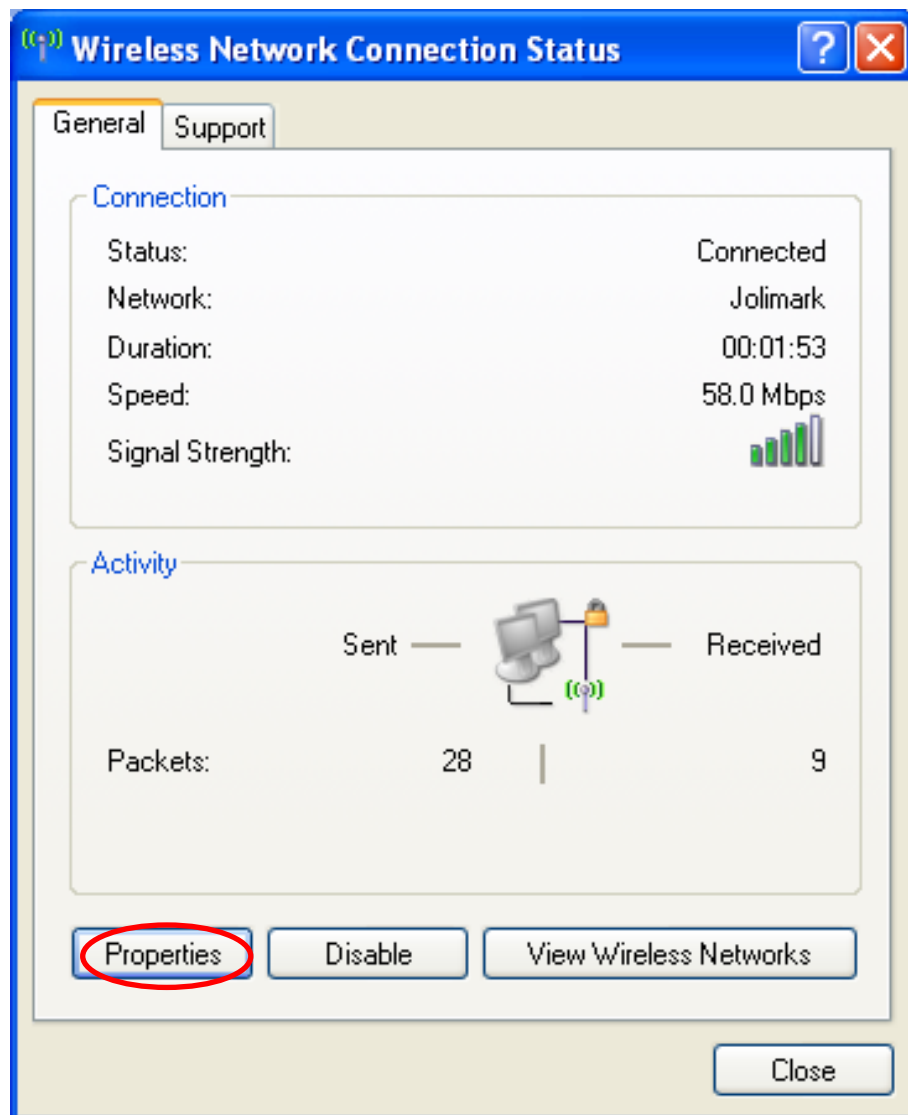 Wireless Network Connection Status
General Support
Connection
Status: Connected
Network: Jolimark
Duration: 00:01:53
Speed: 58.0 Mbps
Signal Strength:
Activity
Sent Received
Packets: 28 9
Properties Disable View Wireless Networks
Close